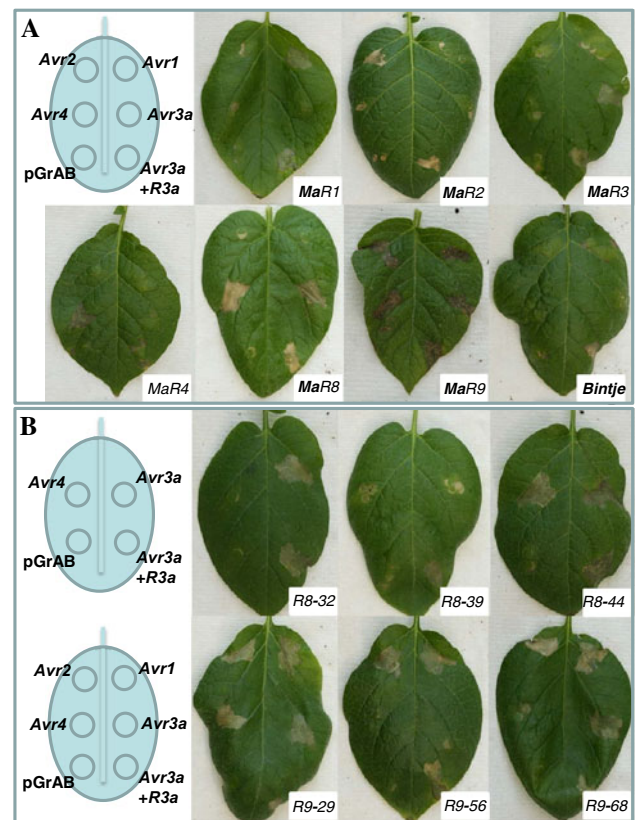 A
Avr2
Avr1
Avr4
Avr3a
pGrAB
Avr3a
+R3a
MaR1
MaR2
MaR3
MaR4
MaR8
MaR9
Bintje
B
Avr4
Avr3a
pGrAB
Avr3a
+R3a
R8-32
R8-39
R8-44
Avr2
Avr1
Avr4
Avr3a
pGrAB
Avr3a
+R3a
R9-29
R9-56
R9-68